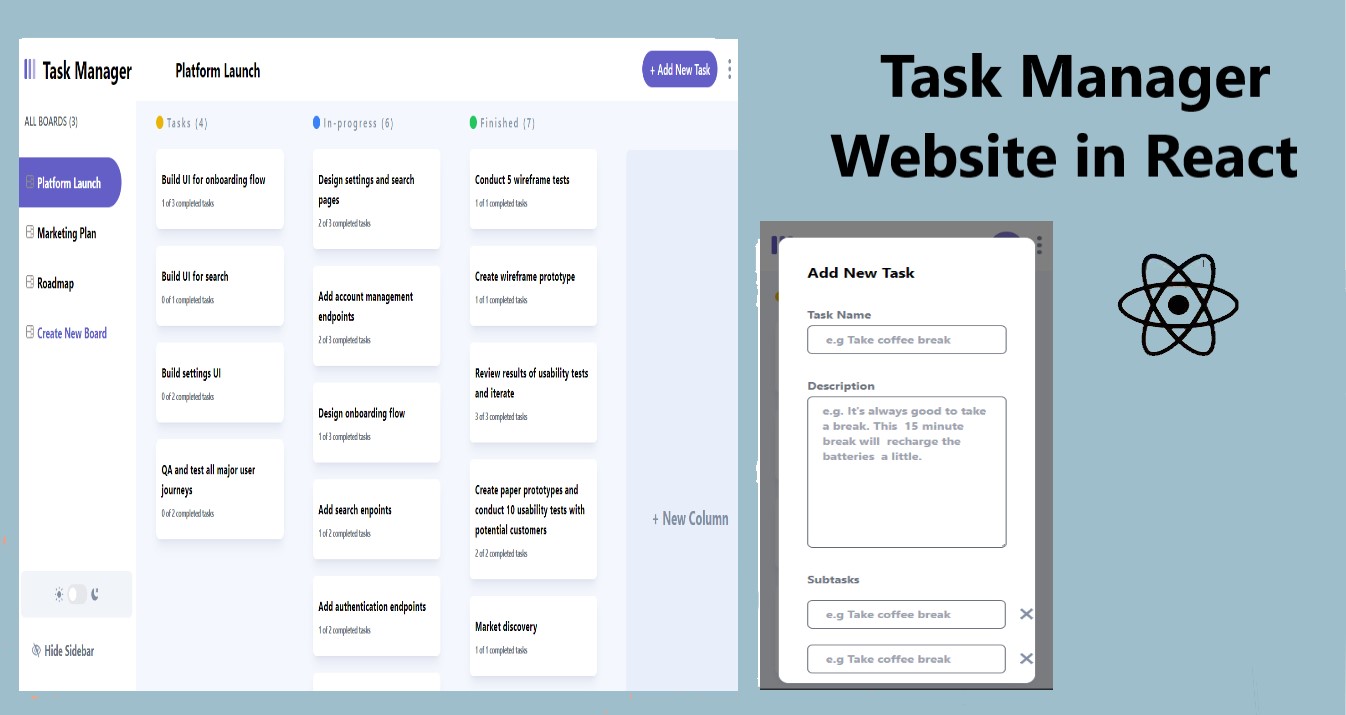 Task Manager
Platform Launch
+ Add New Task
ALL BOARDS (3)
Platform Launch
Marketing Plan
Roadmap
Create New Board
Hide Sidebar
Tasks (4)
Build UI for onboarding flow
1 of 3 completed tasks
Build UI for search
0 of 1 completed tasks
Build settings UI
0 of 2 completed tasks
QA and test all major user
journeys
0 of 2 completed tasks
In-progress (6)
Design settings and search
pages
2 of 3 completed tasks
Add account management
endpoints
2 of 3 completed tasks
Design onboarding flow
1 of 3 completed tasks
Add search enpoints
1 of 2 completed tasks
Add authentication endpoints
1 of 2 completed tasks
Finished (7)
Conduct 5 wireframe tests
1 of 1 completed tasks
Create wireframe prototype
1 of 1 completed tasks
Review results of usability tests
and iterate
3 of 3 completed tasks
Create paper prototypes and
conduct 10 usability tests with
potential customers
2 of 2 completed tasks
Market discovery
1 of 1 completed tasks
+ New Column
Task Manager
Website in React
Add New Task
Task Name
e.g Take coffee break
Description
e.g. It's always good to take
a break. This 15 minute
break will recharge the
batteries a little.
Subtasks
e.g Take coffee break
e.g Take coffee break